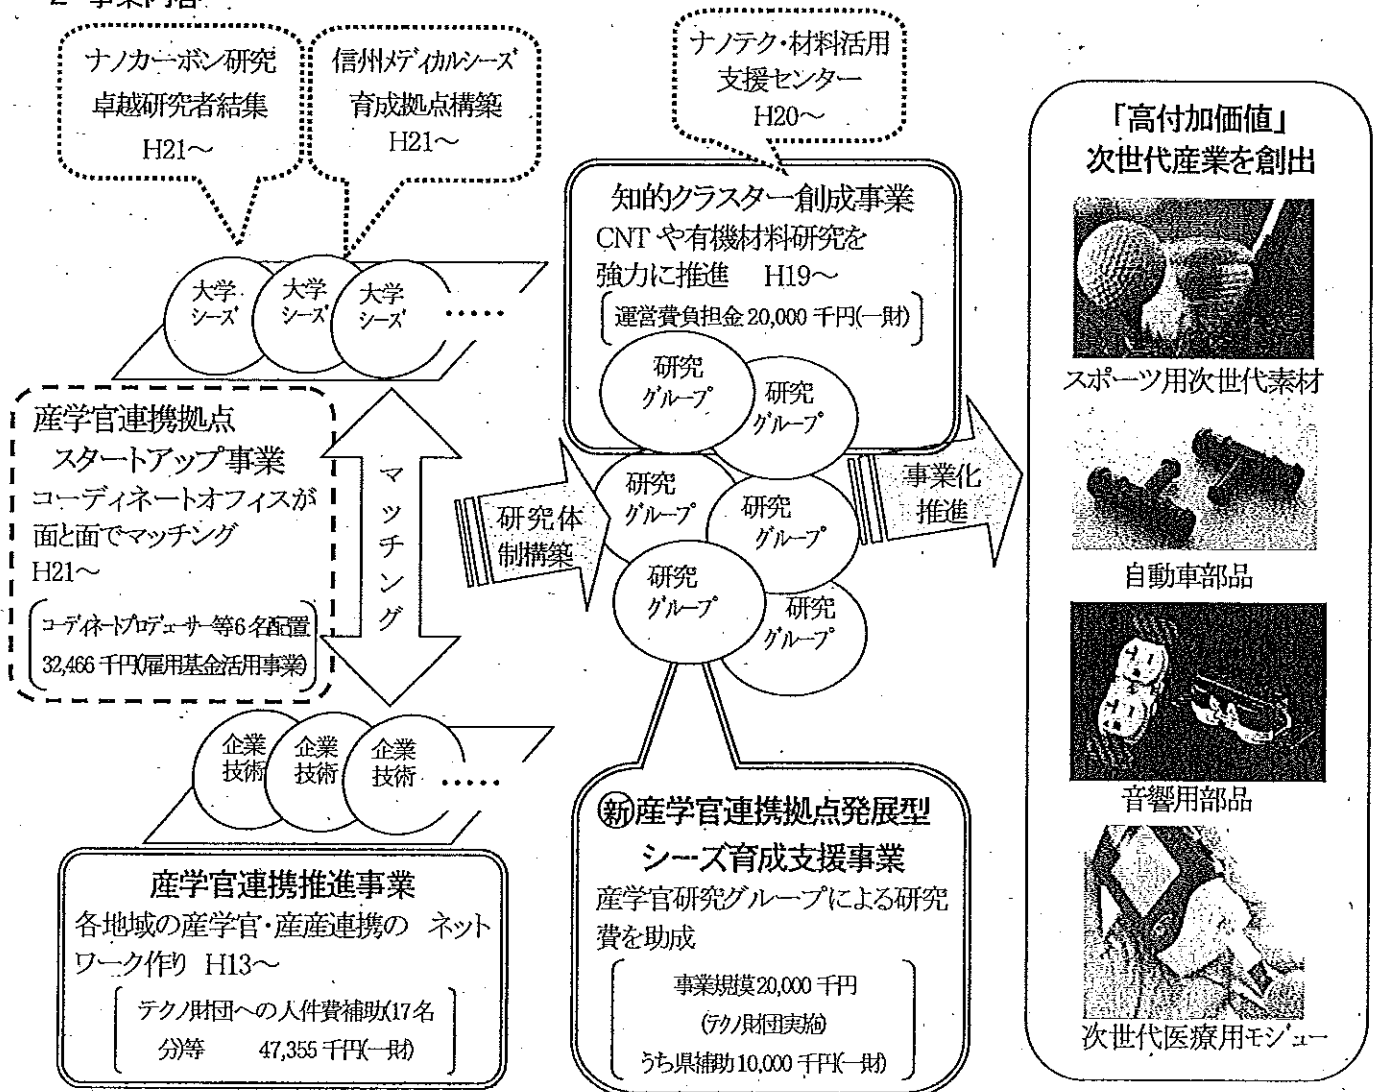 2 事業内容
ナノカーボン研究
卓越研究者結集
H21～
信州メディカルシーズ
育成拠点構築
H21～
ナノテク・材料活用
支援センター
H20～
大学
シーズ
大学
シーズ
大学
シーズ
‥‥‥
産学官連携拠点
スタートアップ事業
コーディネートオフィスが
面と面でマッチング
H21～
コーディネートプロデューサー等6名配置
32,466千円(雇用基金活用事業)
マッチング
企業
技術
企業
技術
企業
技術
‥‥‥
産学官連携推進事業
各地域の産学官・産産連携の ネット
ワーク作り H13～
テクノ財団への人件費補助(17名
分)等 47,355千円(一財)
研究体
制構築
知的クラスター創成事業
CNTや有機材料研究を
強力に推進 H19～
運営費負担金20,000千円(一財)
研究
グループ
研究
グループ
研究
グループ
研究
グループ
研究
グループ
研究
グループ
㊟産学官連携拠点発展型
シーズ育成支援事業
産学官研究グループによる研究
費を助成
事業規模20,000千円
(テクノ財団実施)
うち県補助10,000千円(一財)
事業化
推進
「高付加価値」
次世代産業を創出
スポーツ用次世代素材
自動車部品
音響用部品
次世代医療用モジュー